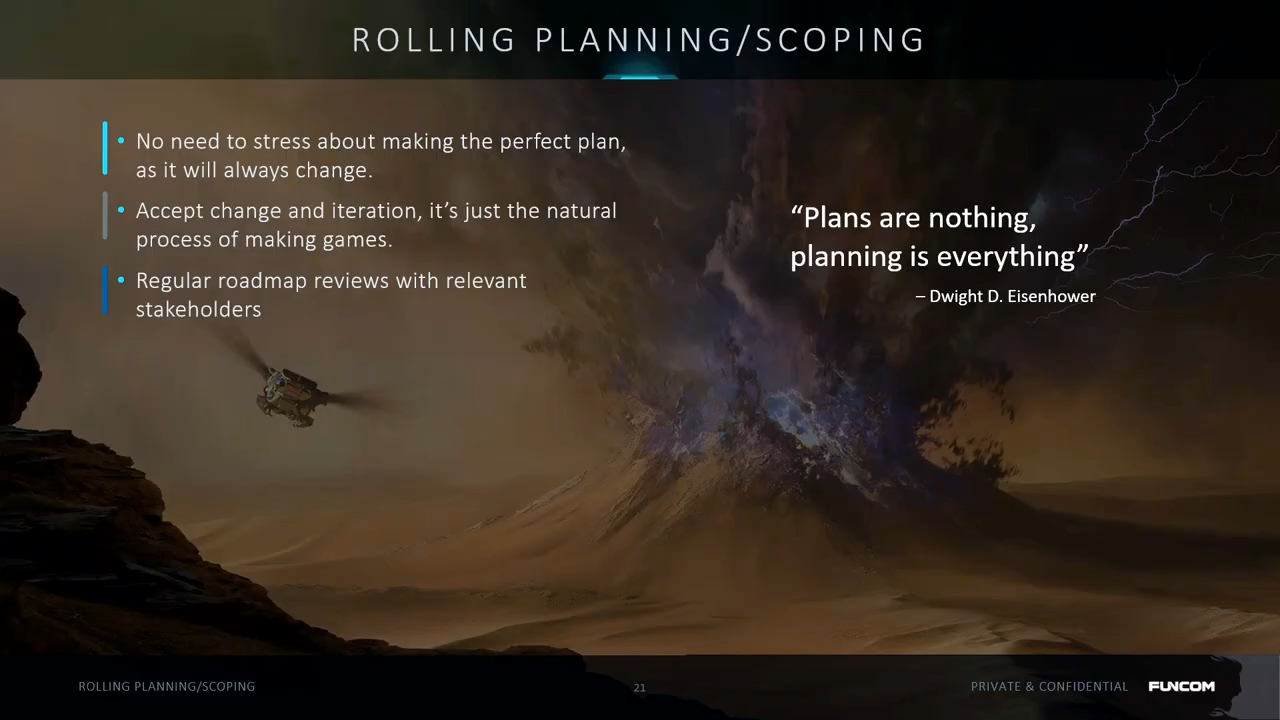 ROLLING PLANNING/SCOPING
• No need to stress about making the perfect plan,
as it will always change.
• Accept change and iteration, it’s just the natural
process of making games.
• Regular roadmap reviews with relevant
stakeholders
“Plans are nothing,
planning is everything”
– Dwight D. Eisenhower
ROLLING PLANNING/SCOPING
21
PRIVATE & CONFIDENTIAL
FUNCOM